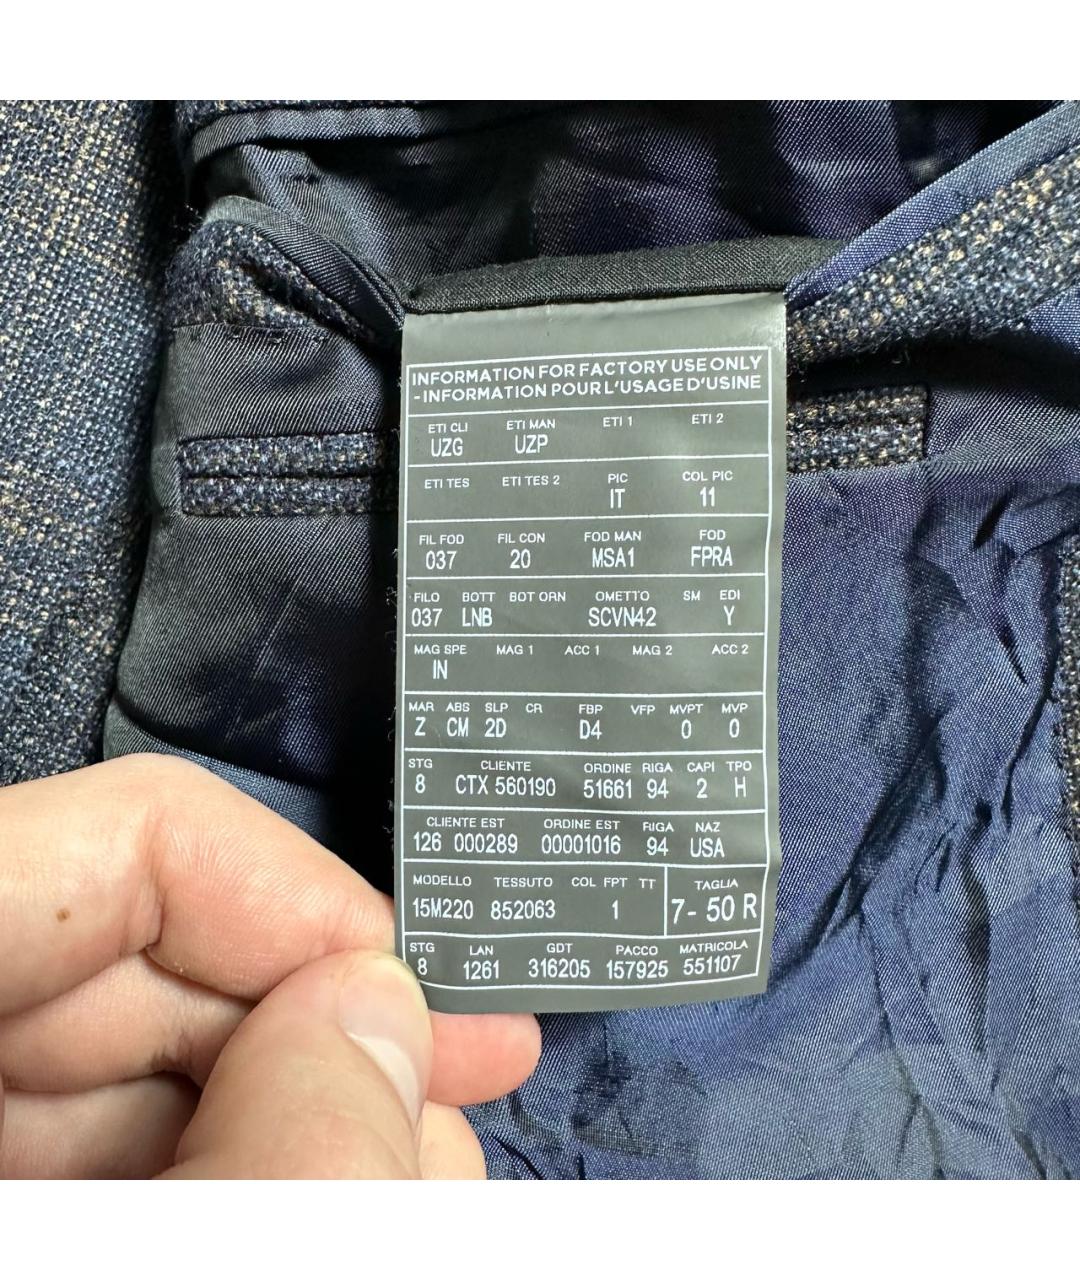 INFORMATION FOR FACTORY USE ONLY
- INFORMATION POUR L'USAGE D'USINE
ETI CLI ETI MAN ETI 1 ETI 2
UZG UZP
ETI TES ETI TES 2 PIC COL PIC
IT 11
FIL FOD FIL CON FOD MAN FOD
037 20 MSA1 FPRA
FILO BOTT BOT ORN OMETTO SM EDI
037 LNB SCVN42 Y
MAG SPE MAG 1 ACC 1 MAG 2 ACC 2
IN
MAR ABS SLP CR FBP VFP MVPT MVP
Z CM 2D D4 0 0
STG CLIENTE ORDINE RIGA CAPI TPO
8 CTX 560190 51661 94 2 H
CLIENTE EST ORDINE EST RIGA NAZ
126 000289 00001016 94 USA
MODELLO TESSUTO COL FPT TT TAGLIA
15M220 852063 1 7- 50 R
STG LAN GDT PACCO MATRICOLA
8 1261 316205 157925 551107